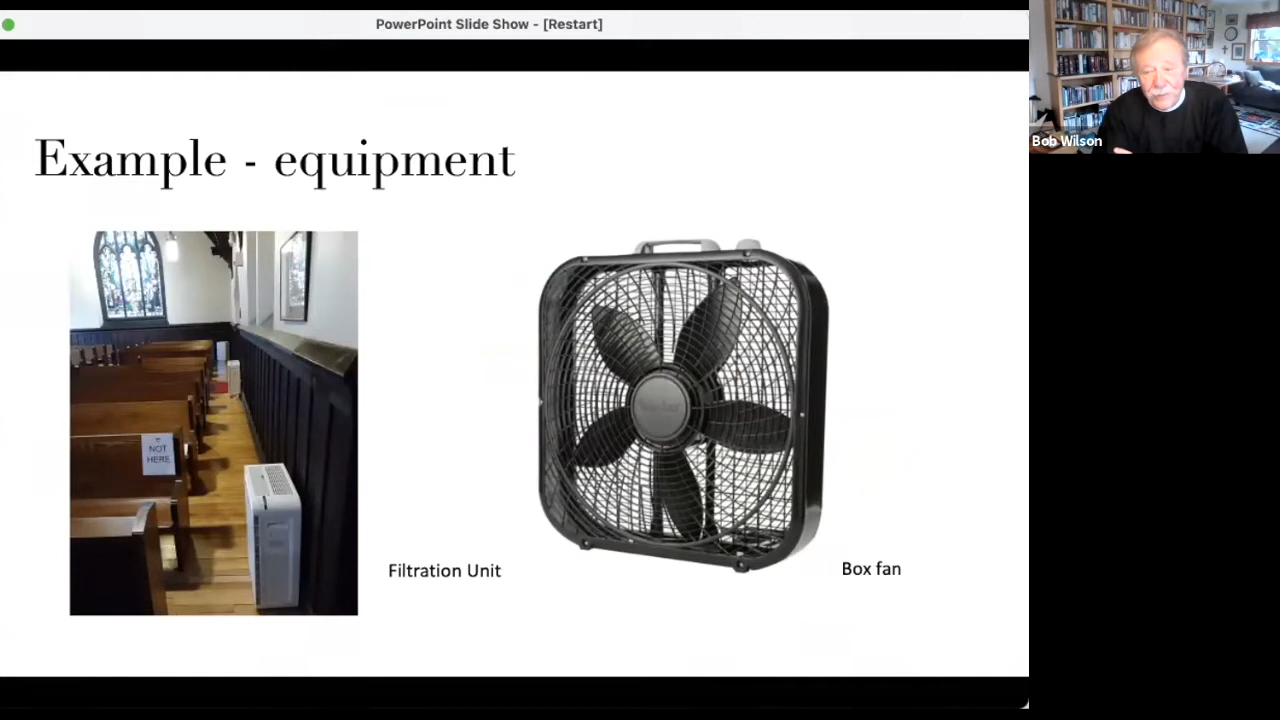 PowerPoint Slide Show - [Restart]
Bob Wilson
Example - equipment
NOT
HERE
Filtration Unit
Box fan